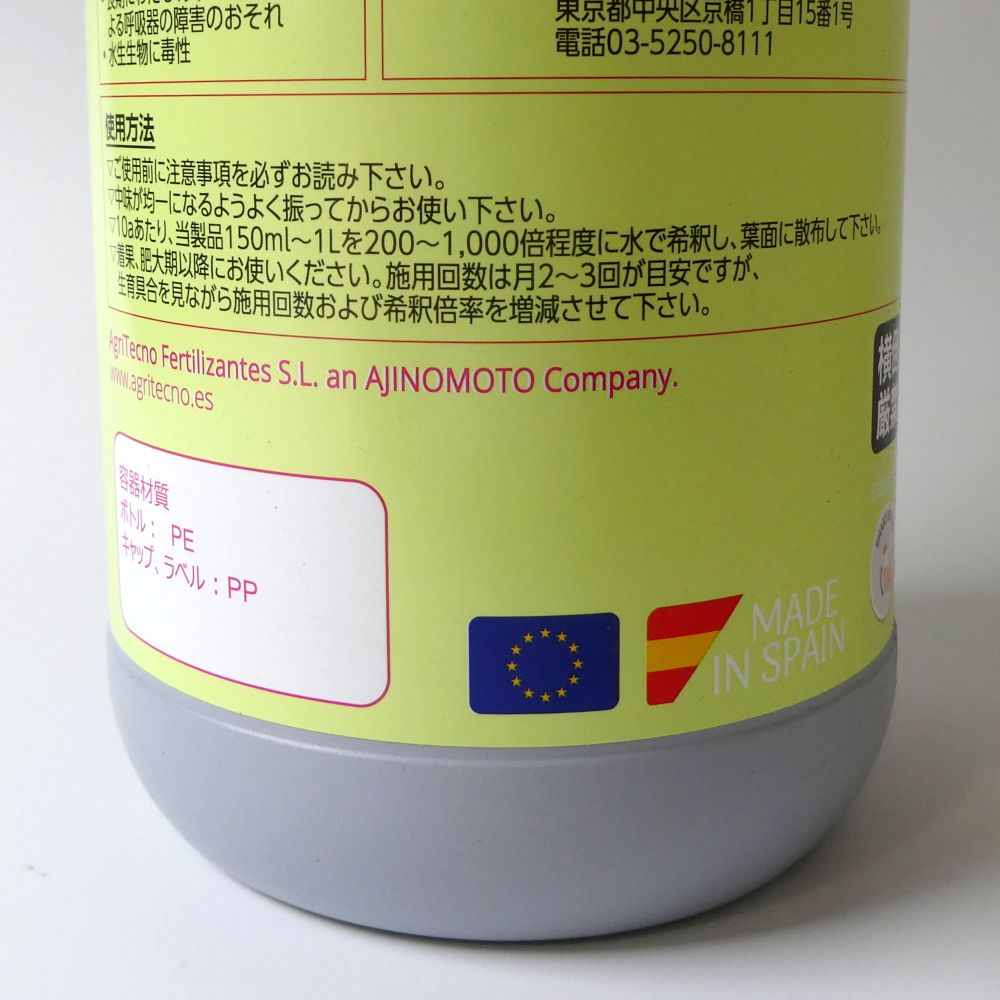 よる呼吸器の障害のおそれ
・水生生物に毒性
東京都中央区京橋1丁目15番1号
電話03-5250-8111
使用方法
▽ご使用前に注意事項を必ずお読み下さい。
▽中味が均一になるようよく振ってからお使い下さい。
▽10aあたり、当製品150ml～1Lを200～1,000倍程度に水で希釈し、葉面に散布して下さい。
▽着果、肥大期以降にお使いください。施用回数は月2～3回が目安ですが、
生育具合を見ながら施用回数および希釈倍率を増減させて下さい。
AgriTecno Fertilizantes S.L. an AJINOMOTO Company.
www.agritecno.es
横
厳
容器材質
ボトル： PE
キャップ、ラベル：PP
MADE
IN SPAIN